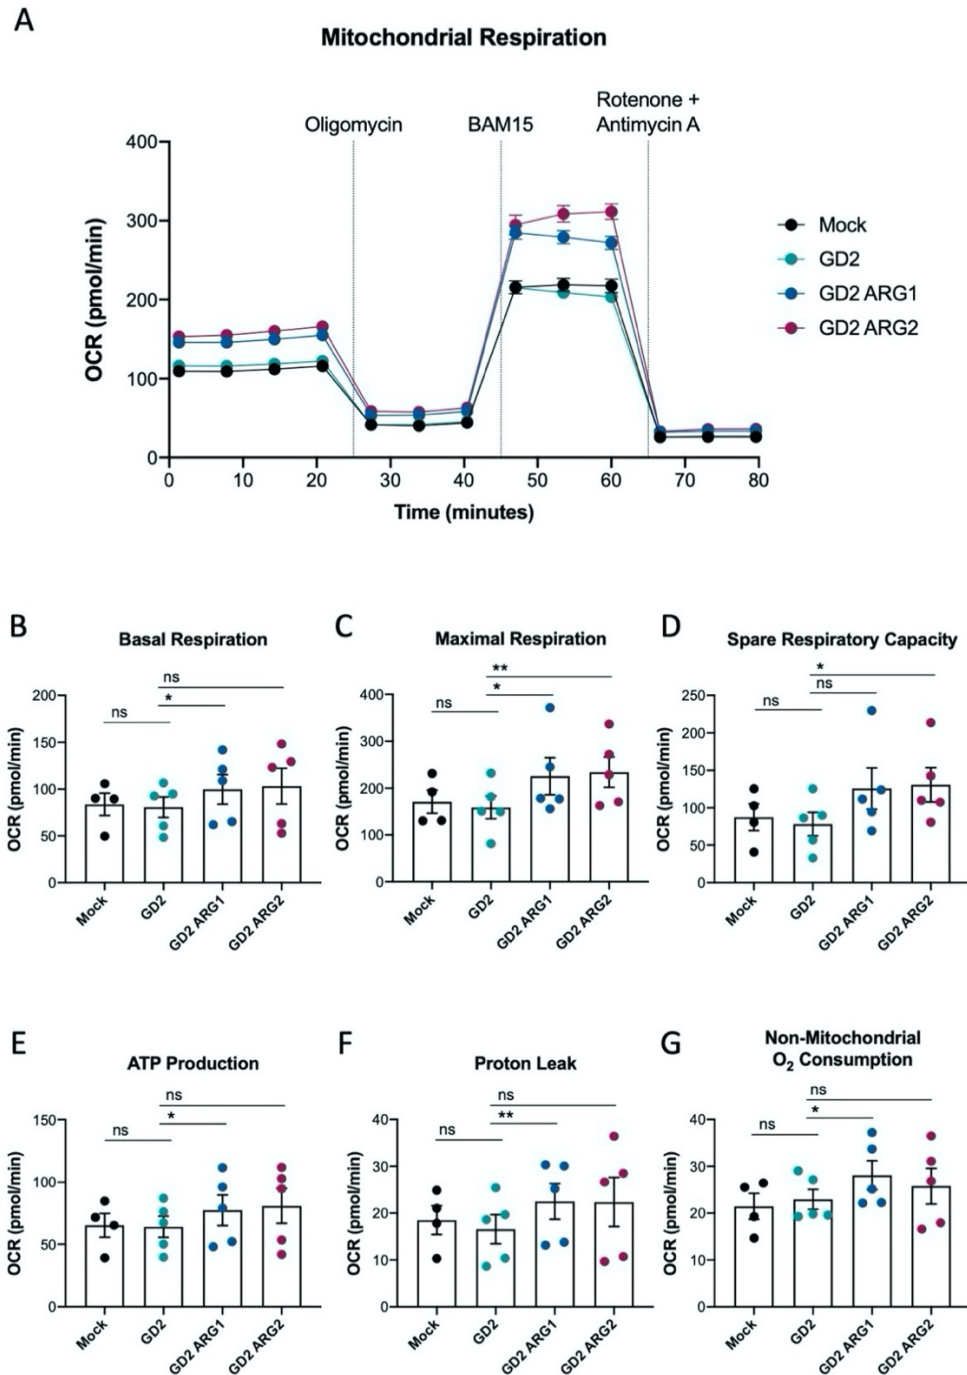 A
Mitochondrial Respiration
Oligomycin
BAM15
Rotenone +
Antimycin A
400
300
200
100
0
OCR (pmol/min)
0 10 20 30 40 50 60 70 80
Time (minutes)
Mock
GD2
GD2 ARG1
GD2 ARG2
B
Basal Respiration
ns
*
ns
200
150
100
50
0
OCR (pmol/min)
Mock
GD2
GD2 ARG1
GD2 ARG2
C
Maximal Respiration
**
*
ns
400
300
200
100
0
OCR (pmol/min)
Mock
GD2
GD2 ARG1
GD2 ARG2
D
Spare Respiratory Capacity
*
ns
ns
250
200
150
100
50
0
OCR (pmol/min)
Mock
GD2
GD2 ARG1
GD2 ARG2
E
ATP Production
ns
*
ns
150
100
50
0
OCR (pmol/min)
Mock
GD2
GD2 ARG1
GD2 ARG2
F
Proton Leak
ns
**
ns
40
30
20
10
0
OCR (pmol/min)
Mock
GD2
GD2 ARG1
GD2 ARG2
G
Non-Mitochondrial
O₂ Consumption
ns
*
ns
40
30
20
10
0
OCR (pmol/min)
Mock
GD2
GD2 ARG1
GD2 ARG2